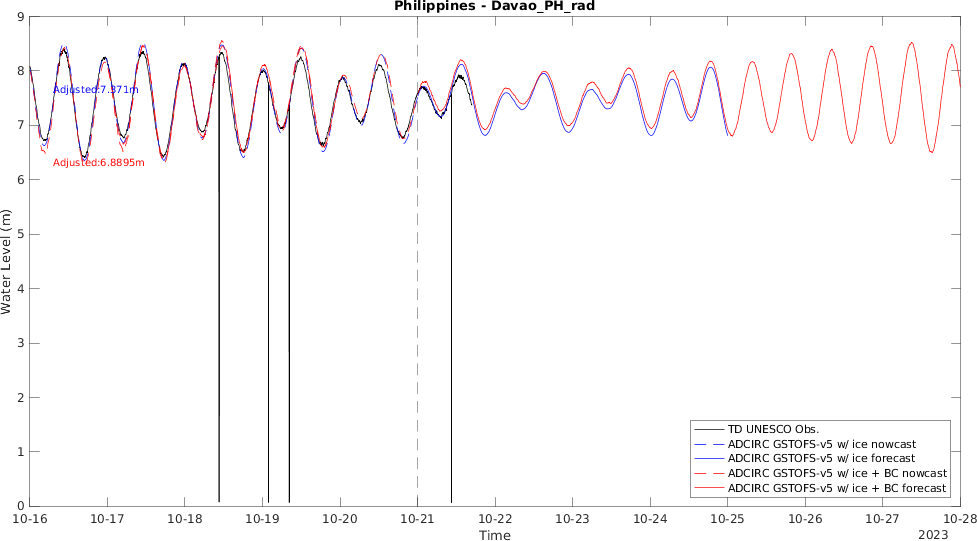 Philippines - Davao_PH_rad
9
8
7
6
5
4
3
2
1
0
Water Level (m)
Adjusted:7.371m
Adjusted:6.8895m
TD UNESCO Obs.
ADCIRC GSTOFS-v5 w/ ice nowcast
ADCIRC GSTOFS-v5 w/ ice forecast
ADCIRC GSTOFS-v5 w/ ice + BC nowcast
ADCIRC GSTOFS-v5 w/ ice + BC forecast
10-16 10-17 10-18 10-19 10-20 10-21 10-22 10-23 10-24 10-25 10-26 10-27 10-28
Time
2023